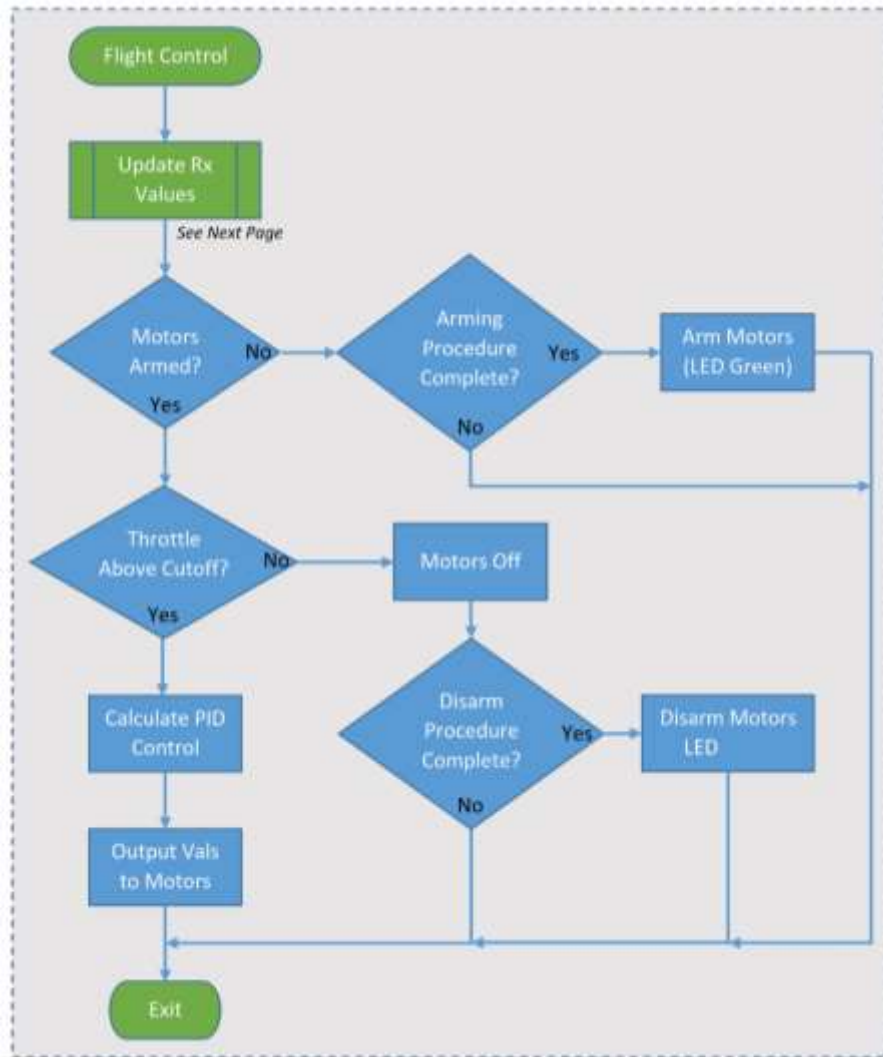 Flight Control
Update Rx
Values
See Next Page
Motors
Armed?
No
Yes
Arming
Procedure
Complete?
Yes
No
Arm Motors
(LED Green)
Throttle
Above Cutoff?
No
Yes
Motors Off
Calculate PID
Control
Disarm
Procedure
Complete?
Yes
No
Disarm Motors
LED
Output Vals
to Motors
Exit